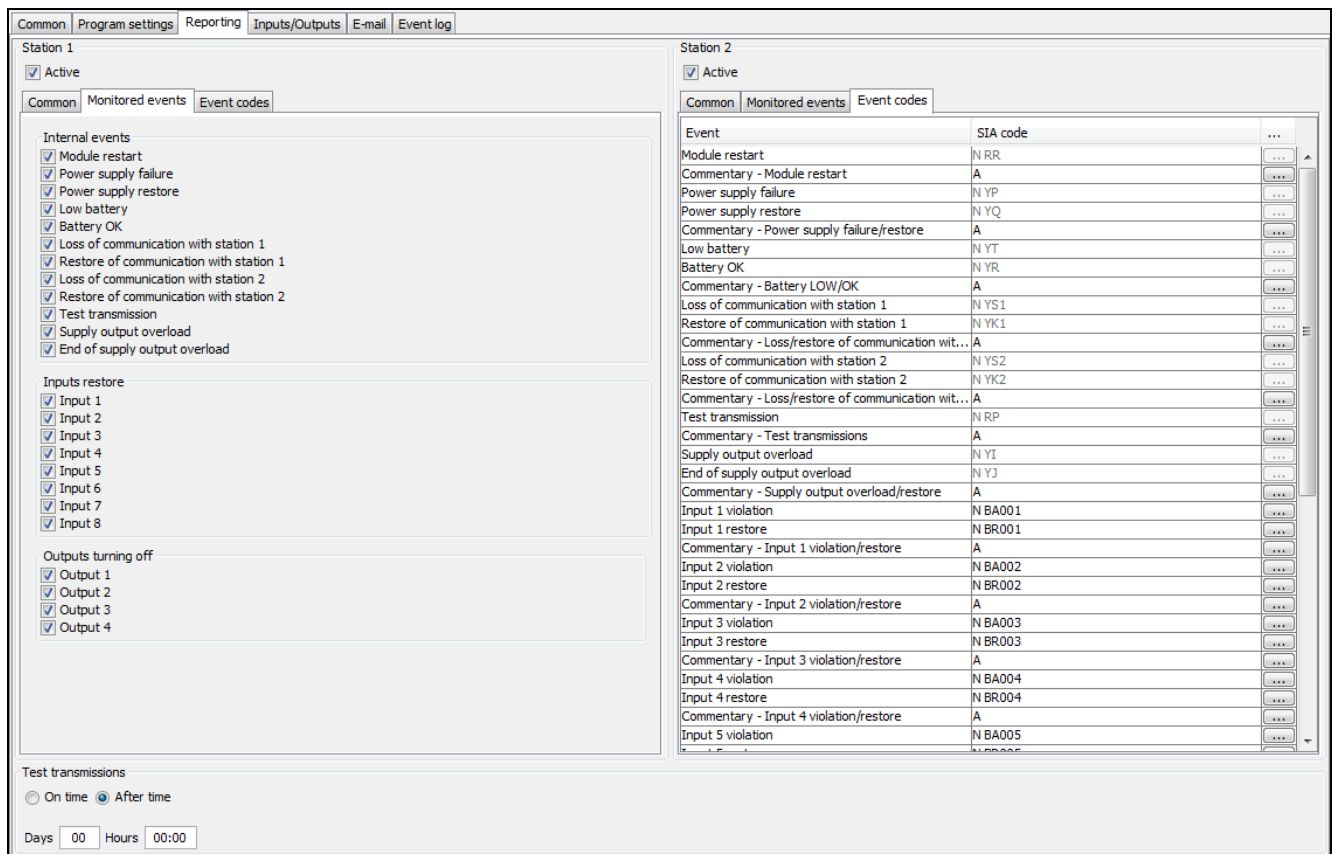 Common Program settings Reporting Inputs/Outputs E-mail Event log
Station 1
Active
Common Monitored events Event codes
Internal events
Module restart
Power supply failure
Power supply restore
Low battery
Battery OK
Loss of communication with station 1
Restore of communication with station 1
Loss of communication with station 2
Restore of communication with station 2
Test transmission
Supply output overload
End of supply output overload
Inputs restore
Input 1
Input 2
Input 3
Input 4
Input 5
Input 6
Input 7
Input 8
Outputs turning off
Output 1
Output 2
Output 3
Output 4
Station 2
Active
Common Monitored events Event codes
Event SIA code ...
Module restart N RR ...
Commentary - Module restart A ...
Power supply failure N YP ...
Power supply restore N YQ ...
Commentary - Power supply failure/restore A ...
Low battery N YT ...
Battery OK N YR ...
Commentary - Battery LOW/OK A ...
Loss of communication with station 1 N YS1 ...
Restore of communication with station 1 N YK1 ...
Commentary - Loss/restore of communication wit... A ...
Loss of communication with station 2 N YS2 ...
Restore of communication with station 2 N YK2 ...
Commentary - Loss/restore of communication wit... A ...
Test transmission N RP ...
Commentary - Test transmissions A ...
Supply output overload N YI ...
End of supply output overload N YJ ...
Commentary - Supply output overload/restore A ...
Input 1 violation N BA001 ...
Input 1 restore N BR001 ...
Commentary - Input 1 violation/restore A ...
Input 2 violation N BA002 ...
Input 2 restore N BR002 ...
Commentary - Input 2 violation/restore A ...
Input 3 violation N BA003 ...
Input 3 restore N BR003 ...
Commentary - Input 3 violation/restore A ...
Input 4 violation N BA004 ...
Input 4 restore N BR004 ...
Commentary - Input 4 violation/restore A ...
Input 5 violation N BA005 ...
Test transmissions
On time After time
Days 00 Hours 00:00